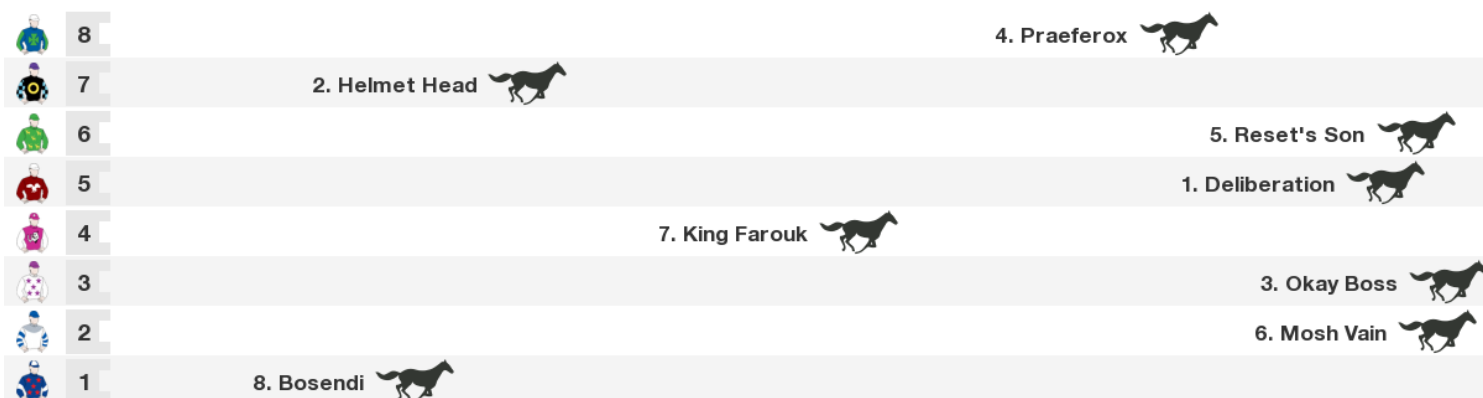 8 4. Praeferox
7 2. Helmet Head
6 5. Reset's Son
5 1. Deliberation
4 7. King Farouk
3 3. Okay Boss
2 6. Mosh Vain
1 8. Bosendi